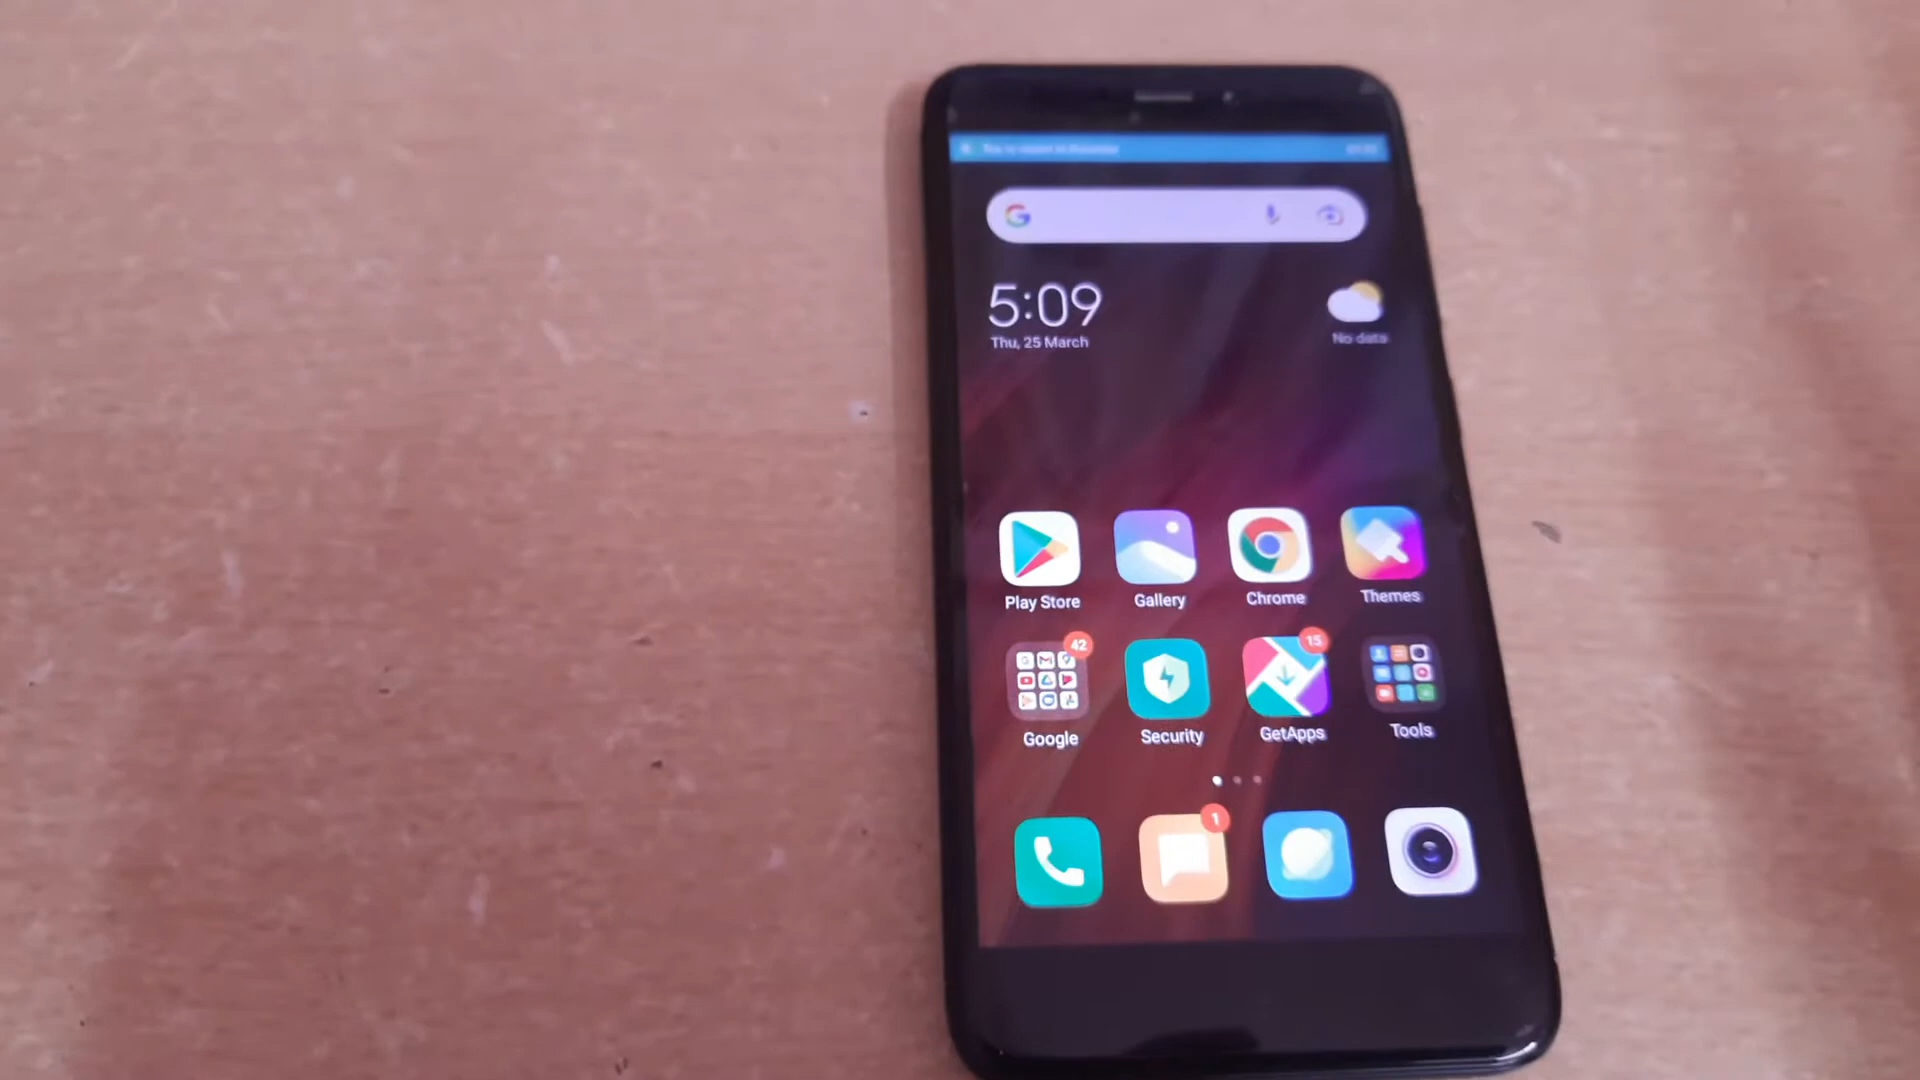 5:09
Thu, 25 March
No data
Play Store
Gallery
Chrome
Themes
42
15
Google
Security
GetApps
Tools
1